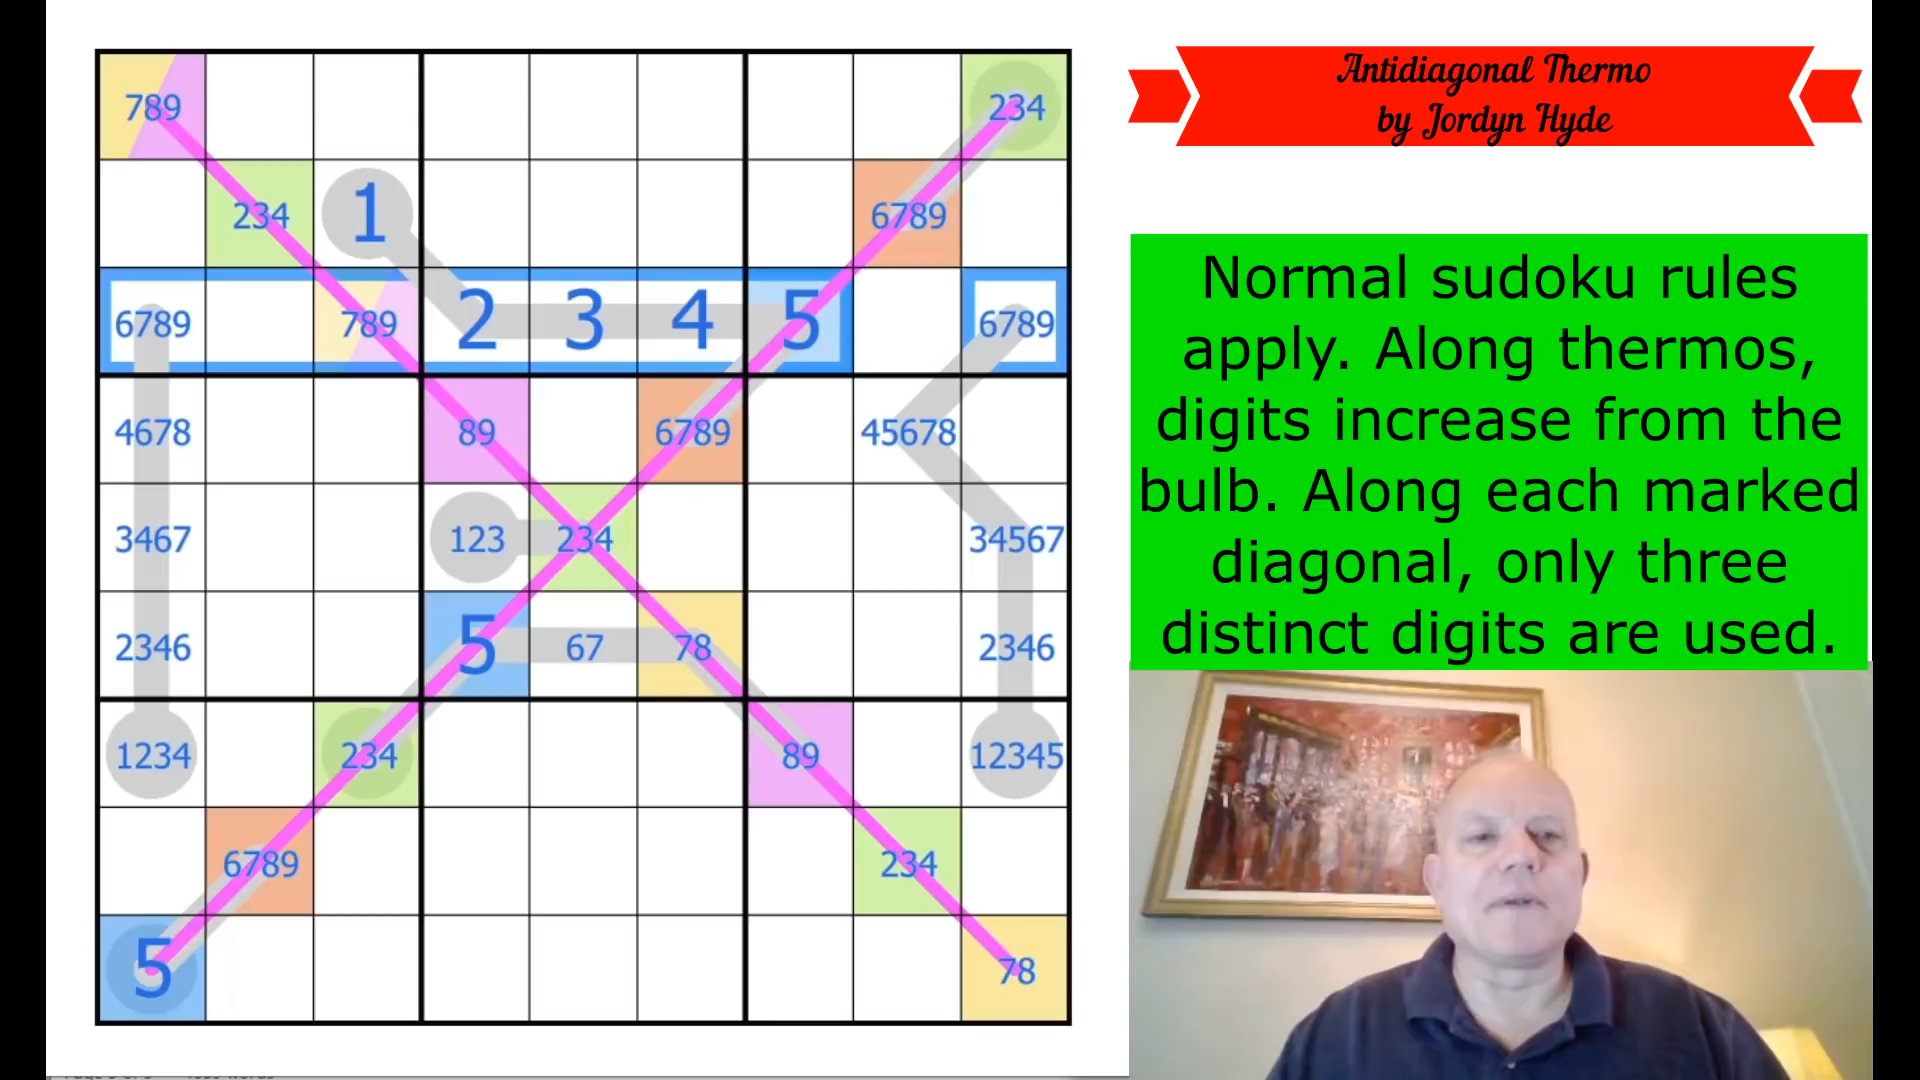 Antidiagonal Thermo
by Jordyn Hyde
789 234
234 1 6789
6789 789 2 3 4 5 6789
4678 89 6789 45678
3467 123 234 34567
2346 5 67 78 2346
1234 234 89 12345
6789 234
5 78
Normal sudoku rules
apply. Along thermos,
digits increase from the
bulb. Along each marked
diagonal, only three
distinct digits are used.